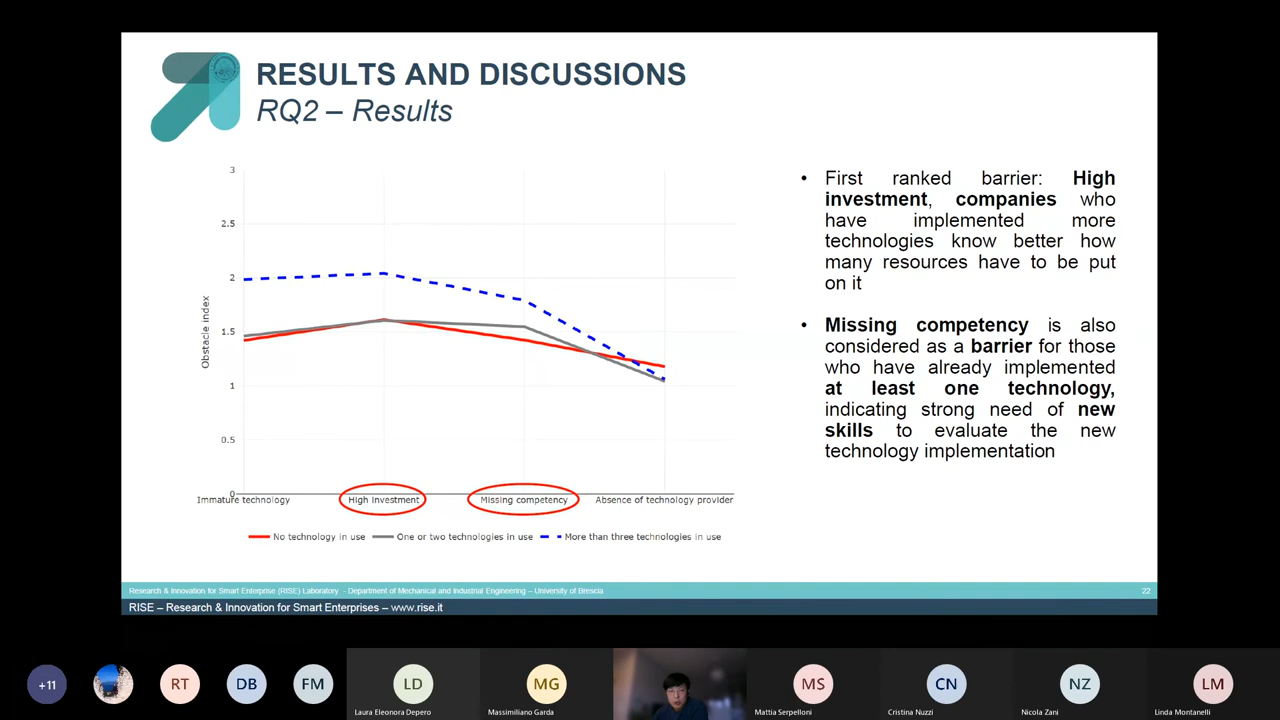 RESULTS AND DISCUSSIONS
RQ2 – Results
3
2.5
2
1.5
1
0.5
0
Obstacle index
Immature technology
High investment
Missing competency
Absence of technology provider
No technology in use
One or two technologies in use
More than three technologies in use
• First ranked barrier: High
investment, companies who
have implemented more
technologies know better how
many resources have to be put
on it
• Missing competency is also
considered as a barrier for those
who have already implemented
at least one technology,
indicating strong need of new
skills to evaluate the new
technology implementation
Research & Innovation for Smart Enterprise (RISE) Laboratory - Department of Mechanical and Industrial Engineering – University of Brescia
22
RISE – Research & Innovation for Smart Enterprises – www.rise.it
+11
RT
DB
FM
LD
Laura Eleonora Depero
MG
Massimiliano Garda
MS
Mattia Serpelloni
CN
Cristina Nuzzi
NZ
Nicola Zani
LM
Linda Montanelli